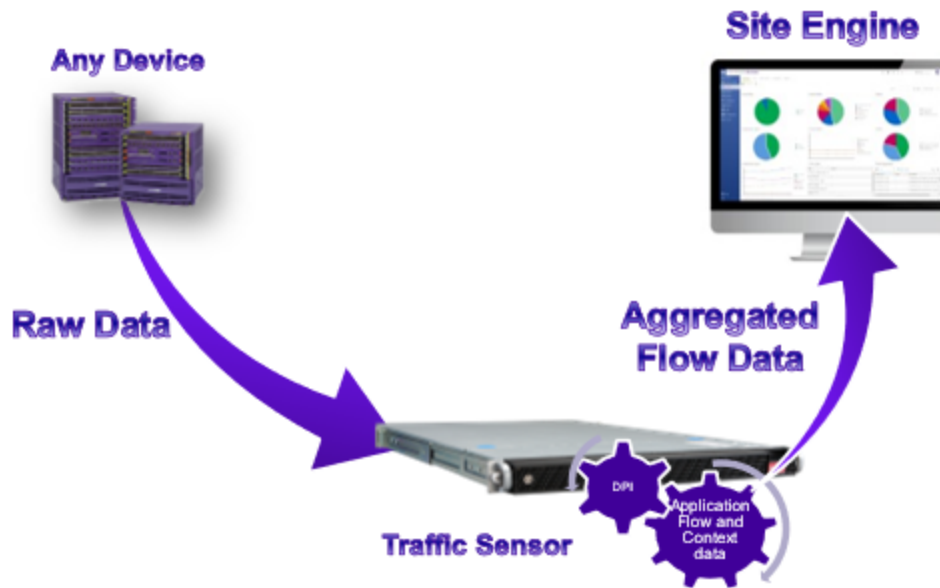 Site Engine
Any Device
Raw Data
Aggregated
Flow Data
DPI
Application
Flow and
Context
data
Traffic Sensor